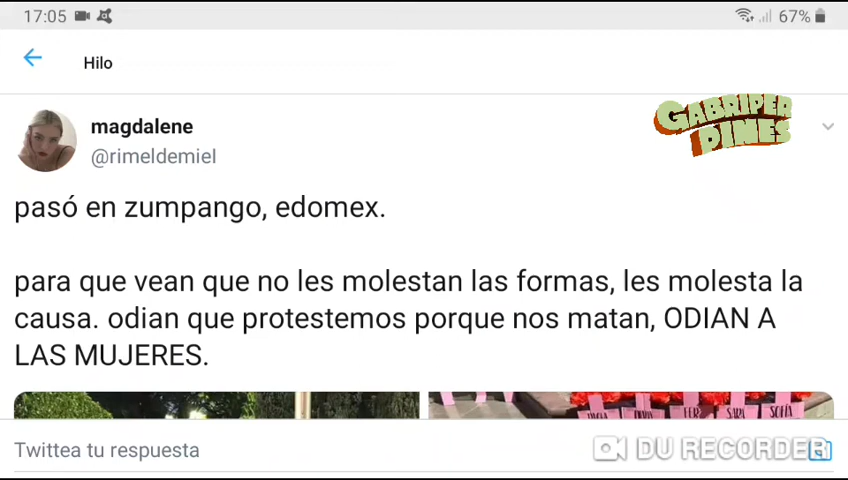 17:05
67%
Hilo
magdalene
@rimeldemiel
GABRIPER
PINES
pasó en zumpango, edomex.
para que vean que no les molestan las formas, les molesta la
causa. odian que protestemos porque nos matan, ODIAN A
LAS MUJERES.
FER
SARA
SOFÍA
Twittea tu respuesta
DU RECORDER